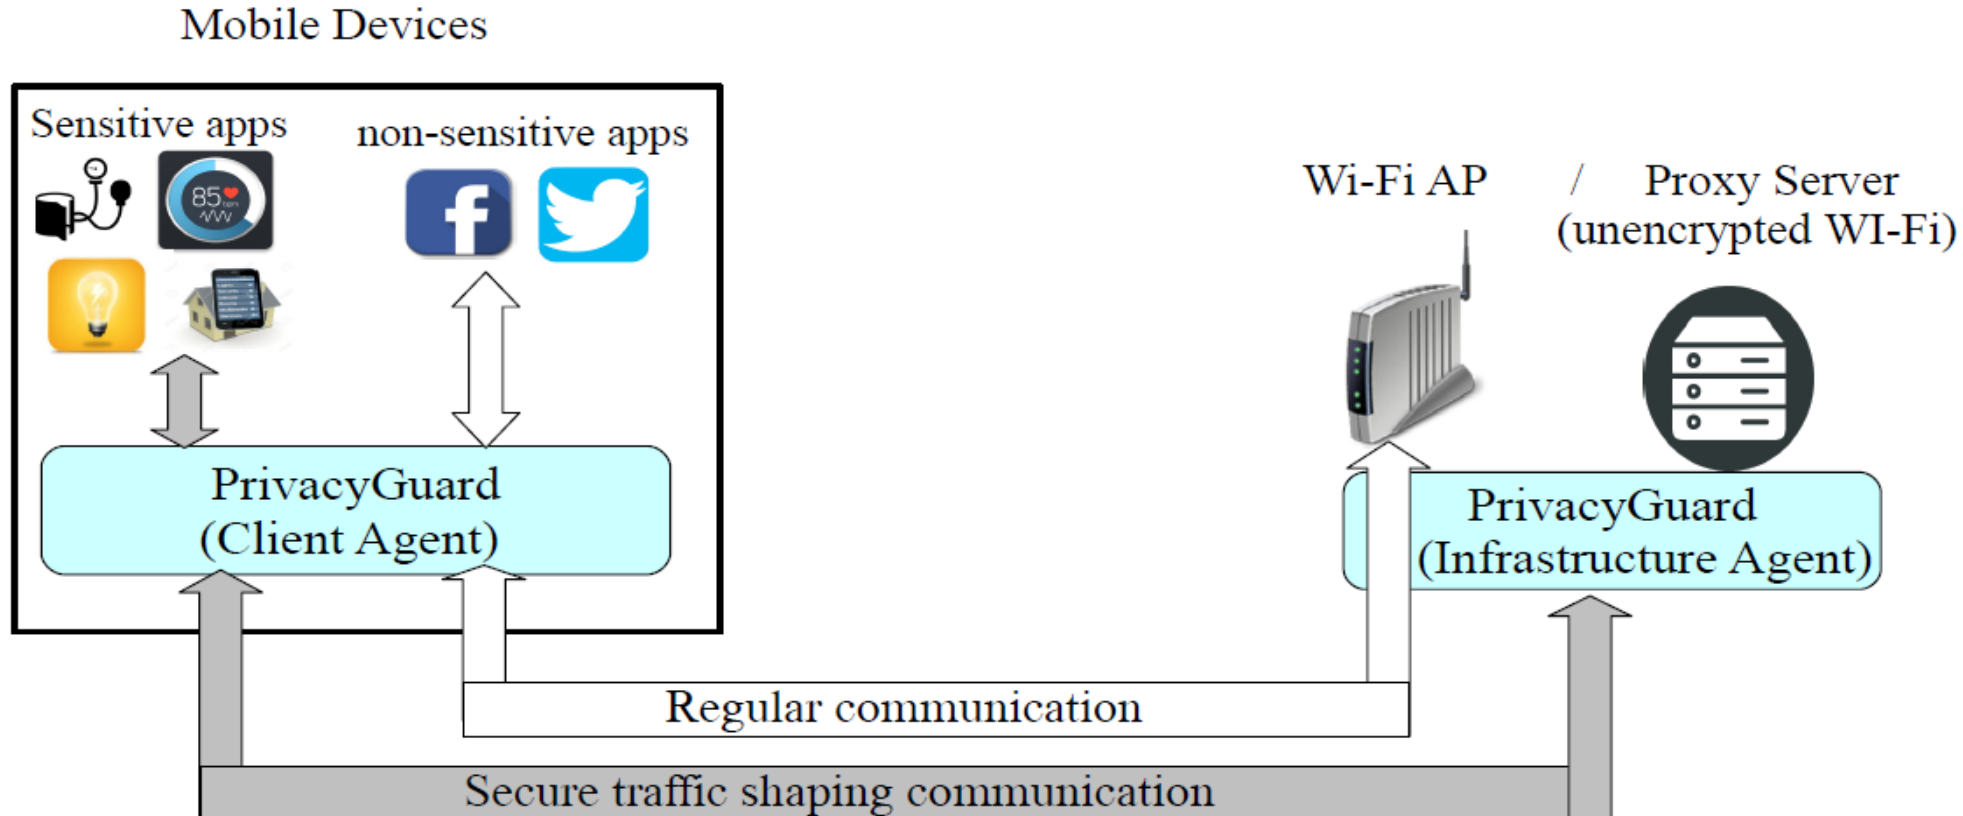 Mobile Devices
Sensitive apps
non-sensitive apps
85
bpm
f
PrivacyGuard
(Client Agent)
Wi-Fi AP / Proxy Server
(unencrypted WI-Fi)
PrivacyGuard
(Infrastructure Agent)
Regular communication
Secure traffic shaping communication